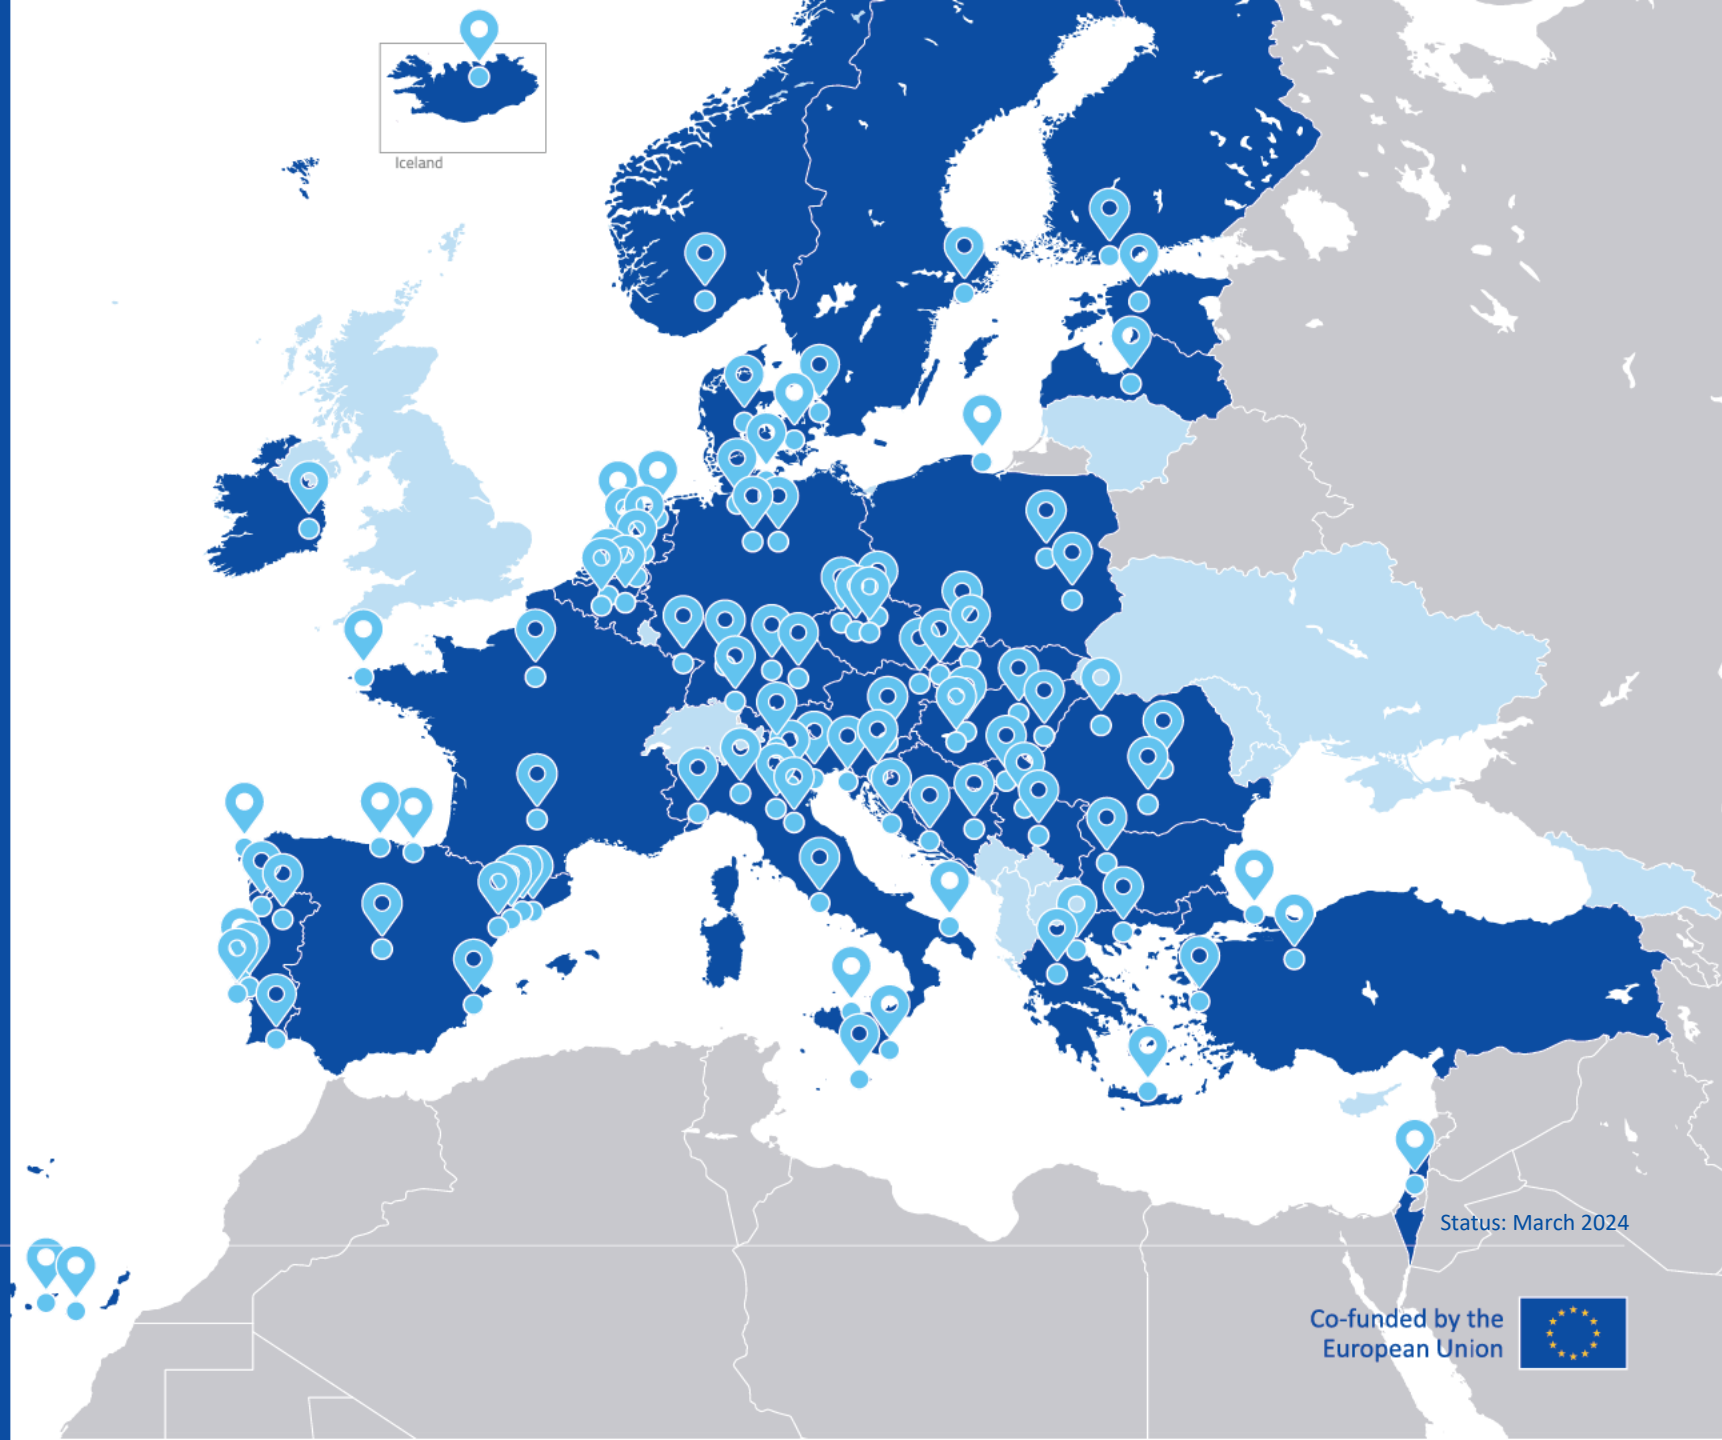 Iceland
Status: March 2024
Co-funded by the
European Union